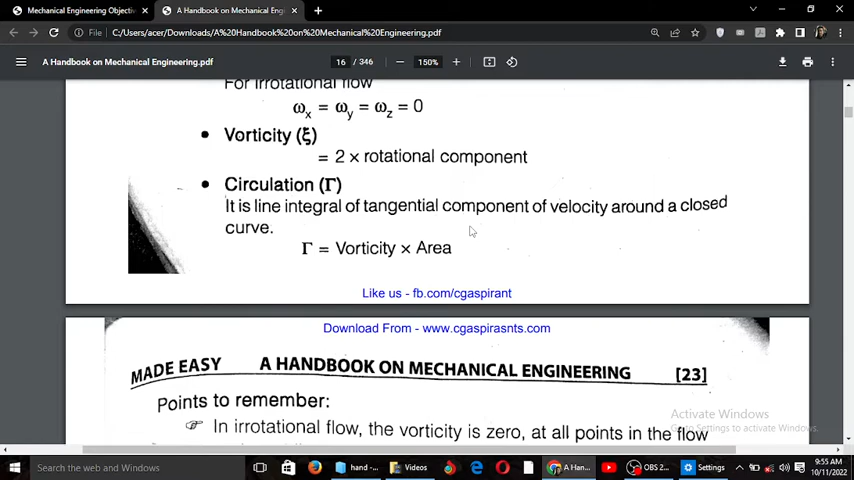 Mechanical Engineering Objectiv
A Handbook on Mechanical Engi
File | C:/Users/acer/Downloads/A%20Handbook%20on%20Mechanical%20Engineering.pdf
A Handbook on Mechanical Engineering.pdf
16 / 346
150%
For irrotational flow
ωx = ωy = ωz = 0
• Vorticity (ξ)
= 2 × rotational component
• Circulation (Γ)
It is line integral of tangential component of velocity around a closed
curve.
Γ = Vorticity × Area
Like us - fb.com/cgaspirant
Download From - www.cgaspirasnts.com
MADE EASY A HANDBOOK ON MECHANICAL ENGINEERING [23]
Points to remember:
☞ In irrotational flow, the vorticity is zero, at all points in the flow
Activate Windows
Go to Settings to activate Windows.
Search the web and Windows
hand -...
Videos
A Han...
OBS 2...
Settings
9:55 AM
10/11/2022